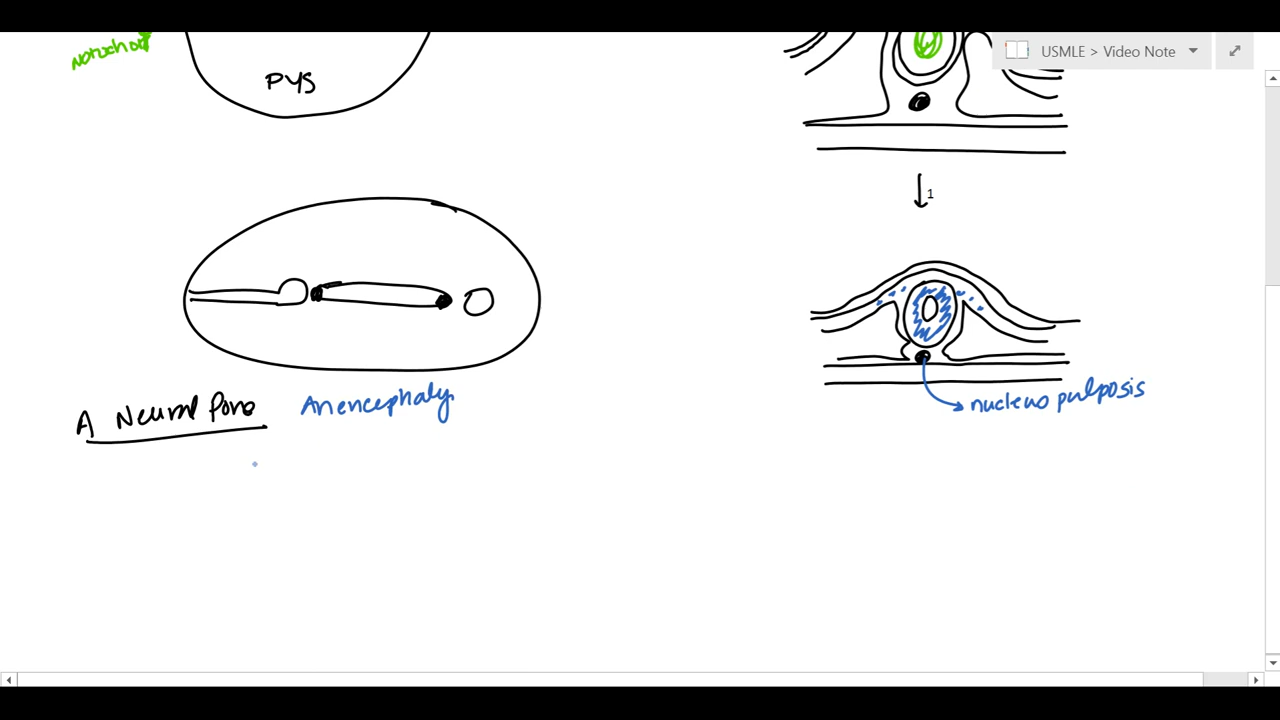 Notochord
PYS
USMLE > Video Note
1
A Neural Pore Anencephaly
nucleus pulposis